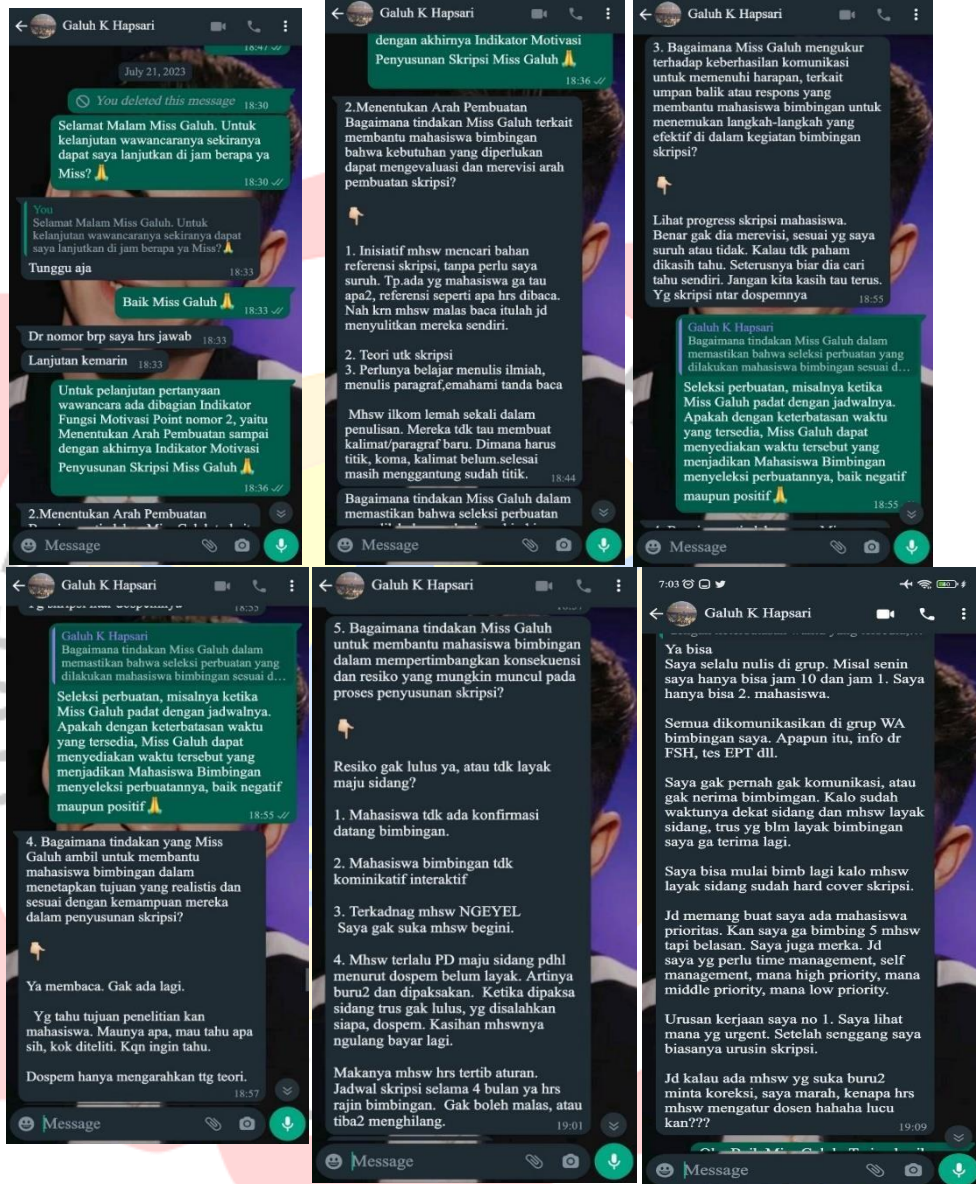 Galuh K Hapsari
18:47
July 21, 2023
You deleted this message 18:30
Selamat Malam Miss Galuh. Untuk
kelanjutan wawancaranya sekiranya
dapat saya lanjutkan di jam berapa ya
Miss?🙏
18:30
You
Selamat Malam Miss Galuh. Untuk
kelanjutan wawancaranya sekiranya dapat
saya lanjutkan di jam berapa ya Miss?🙏
Tunggu aja
18:33
Baik Miss Galuh 🙏
18:33
Dr nomor brp saya hrs jawab 18:33
Lanjutan kemarin 18:33
Untuk pelanjutan pertanyaan
wawancara ada dibagian Indikator
Fungsi Motivasi Point nomor 2, yaitu
Menentukan Arah Pembuatan sampai
dengan akhirnya Indikator Motivasi
Penyusunan Skripsi Miss Galuh 🙏
18:36
2.Menentukan Arah Pembuatan
Message
Galuh K Hapsari
dengan akhirnya Indikator Motivasi
Penyusunan Skripsi Miss Galuh 🙏
18:36
2.Menentukan Arah Pembuatan
Bagaimana tindakan Miss Galuh terkait
membantu mahasiswa bimbingan
bahwa kebutuhan yang diperlukan
dapat mengevaluasi dan merevisi arah
pembuatan skripsi?
👇🏻
1. Inisiatif mhsw mencari bahan
referensi skripsi, tanpa perlu saya
suruh. Tp.ada yg mahasiswa ga tau
apa2, referensi seperti apa hrs dibaca.
Nah krn mhsw malas baca itulah jd
menyulitkan mereka sendiri.
2. Teori utk skripsi
3. Perlunya belajar menulis ilmiah,
menulis paragraf,emahami tanda baca
Mhsw ilkom lemah sekali dalam
penulisan. Mereka tdk tau membuat
kalimat/paragraf baru. Dimana harus
titik, koma, kalimat belum.selesai
masih menggantung sudah titik.
18:44
Bagaimana tindakan Miss Galuh dalam
memastikan bahwa seleksi perbuatan
Message
Galuh K Hapsari
3. Bagaimana Miss Galuh mengukur
terhadap keberhasilan komunikasi
untuk memenuhi harapan, terkait
umpan balik atau respons yang
membantu mahasiswa bimbingan untuk
menemukan langkah-langkah yang
efektif di dalam kegiatan bimbingan
skripsi?
👇🏻
Lihat progress skripsi mahasiswa.
Benar gak dia merevisi, sesuai yg saya
suruh atau tidak. Kalau tdk paham
dikasih tahu. Seterusnya biar dia cari
tahu sendiri. Jangan kita kasih tau terus.
Yg skripsi ntar dospemnya
18:55
Galuh K Hapsari
Bagaimana tindakan Miss Galuh dalam
memastikan bahwa seleksi perbuatan yang
dilakukan mahasiswa bimbingan sesuai d...
Seleksi perbuatan, misalnya ketika
Miss Galuh padat dengan jadwalnya.
Apakah dengan keterbatasan waktu
yang tersedia, Miss Galuh dapat
menyediakan waktu tersebut yang
menjadikan Mahasiswa Bimbingan
menyeleksi perbuatannya, baik negatif
maupun positif🙏
18:55
Message
Galuh K Hapsari
Yg skripsi ntar dospemnya
18:55
Galuh K Hapsari
Bagaimana tindakan Miss Galuh dalam
memastikan bahwa seleksi perbuatan yang
dilakukan mahasiswa bimbingan sesuai d...
Seleksi perbuatan, misalnya ketika
Miss Galuh padat dengan jadwalnya.
Apakah dengan keterbatasan waktu
yang tersedia, Miss Galuh dapat
menyediakan waktu tersebut yang
menjadikan Mahasiswa Bimbingan
menyeleksi perbuatannya, baik negatif
maupun positif🙏
18:55
4. Bagaimana tindakan yang Miss
Galuh ambil untuk membantu
mahasiswa bimbingan dalam
menetapkan tujuan yang realistis dan
sesuai dengan kemampuan mereka
dalam penyusunan skripsi?
👇🏻
Ya membaca. Gak ada lagi.
Yg tahu tujuan penelitian kan
mahasiswa. Maunya apa, mau tahu apa
sih, kok diteliti. Kqn ingin tahu.
Dospem hanya mengarahkan ttg teori.
18:57
Message
Galuh K Hapsari
5. Bagaimana tindakan Miss Galuh
untuk membantu mahasiswa bimbingan
dalam mempertimbangkan konsekuensi
dan resiko yang mungkin muncul pada
proses penyusunan skripsi?
👇🏻
Resiko gak lulus ya, atau tdk layak
maju sidang?
1. Mahasiswa tdk ada konfirmasi
datang bimbingan.
2. Mahasiswa bimbingan tdk
kominikatif interaktif
3. Terkadnag mhsw NGEYEL
Saya gak suka mhsw begini.
4. Mhsw terlalu PD maju sidang pdhl
menurut dospem belum layak. Artinya
buru2 dan dipaksakan. Ketika dipaksa
sidang trus gak lulus, yg disalahkan
siapa, dospem. Kasihan mhswnya
ngulang bayar lagi.
Makanya mhsw hrs tertib aturan.
Jadwal skripsi selama 4 bulan ya hrs
rajin bimbingan. Gak boleh malas, atau
tiba2 menghilang.
19:01
Message
7:03
Galuh K Hapsari
Ya bisa
Saya selalu nulis di grup. Misal senin
saya hanya bisa jam 10 dan jam 1. Saya
hanya bisa 2. mahasiswa.
Semua dikomunikasikan di grup WA
bimbingan saya. Apapun itu, info dr
FSH, tes EPT dll.
Saya gak pernah gak komunikasi, atau
gak nerima bimbimgan. Kalo sudah
waktunya dekat sidang dan mhsw layak
sidang, trus yg blm layak bimbingan
saya ga terima lagi.
Saya bisa mulai bimb lagi kalo mhsw
layak sidang sudah hard cover skripsi.
Jd memang buat saya ada mahasiswa
prioritas. Kan saya ga bimbing 5 mhsw
tapi belasan. Saya juga merka. Jd
saya yg perlu time management, self
management, mana high priority, mana
middle priority, mana low priority.
Urusan kerjaan saya no 1. Saya lihat
mana yg urgent. Setelah senggang saya
biasanya urusin skripsi.
Jd kalau ada mhsw yg suka buru2
minta koreksi, saya marah, kenapa hrs
mhsw mengatur dosen hahaha lucu
kan???
19:09
Message